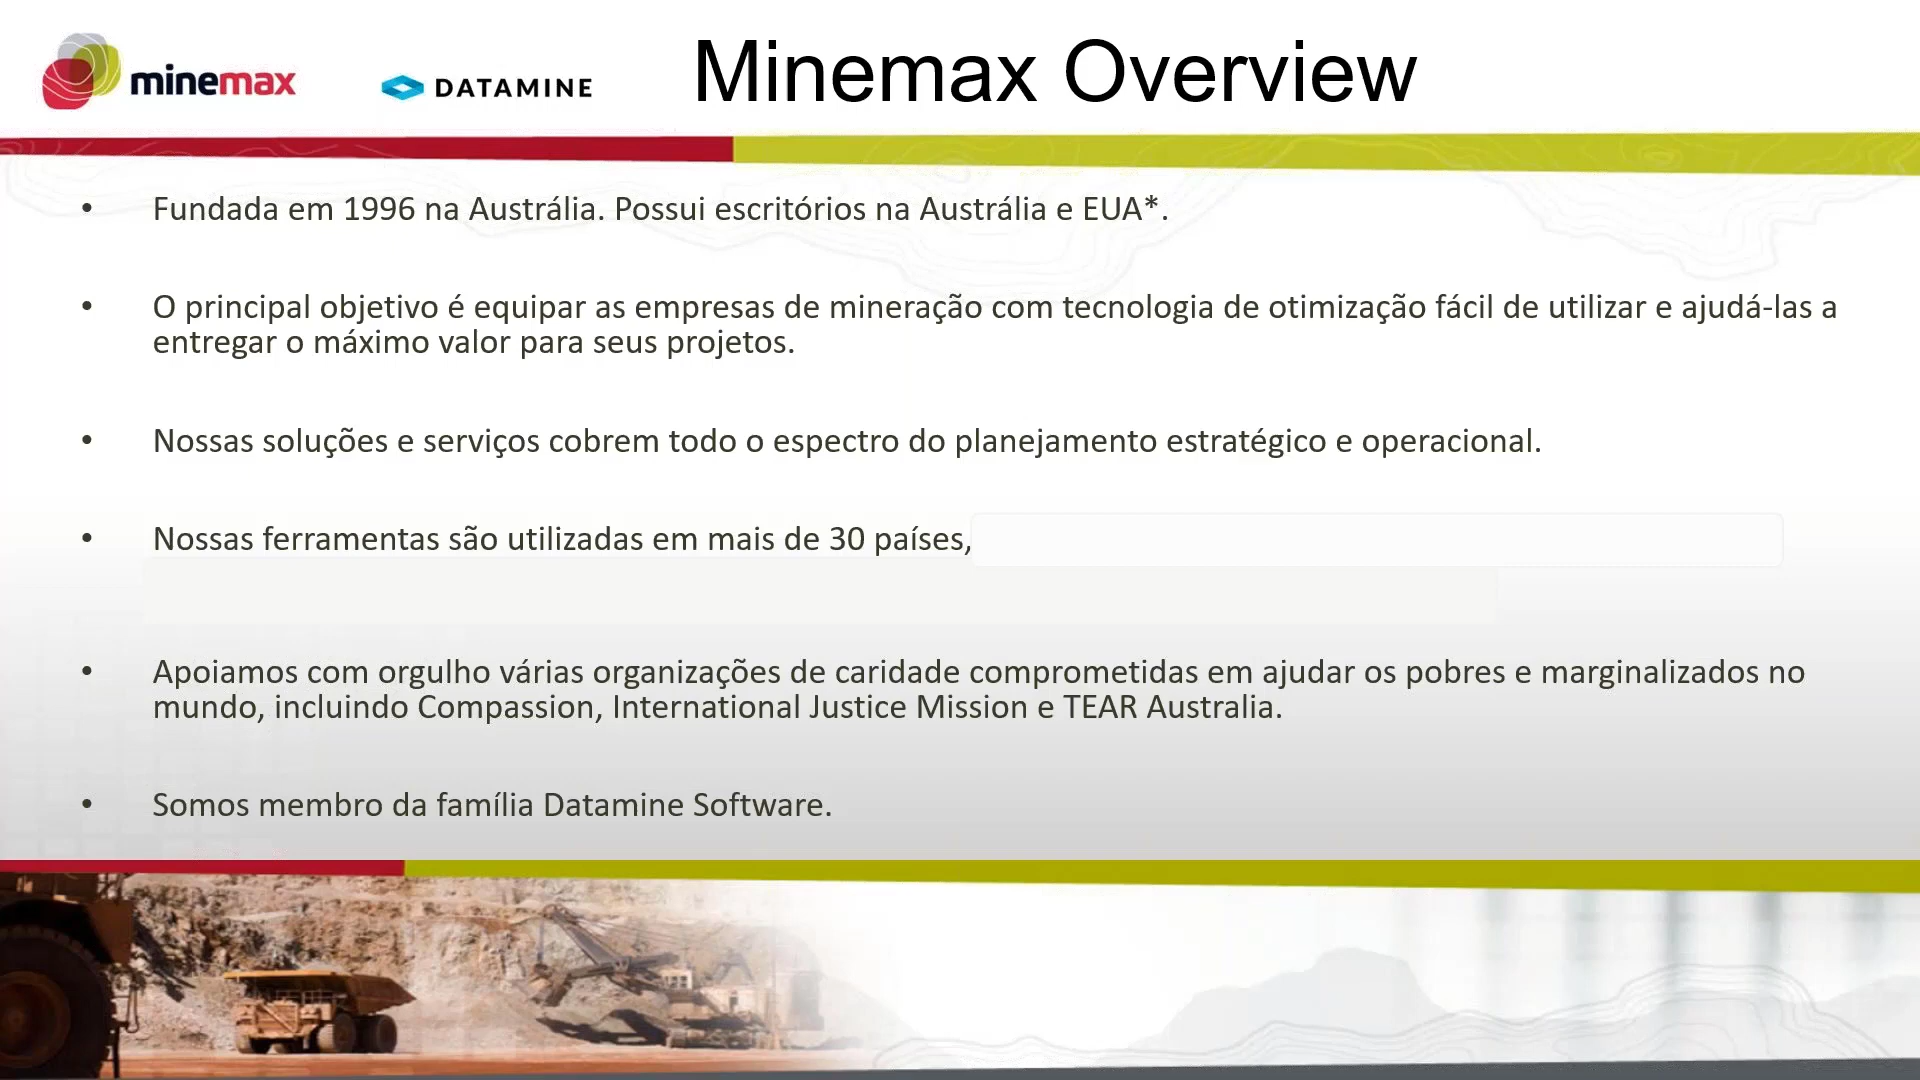 minemax
DATAMINE
Minemax Overview
• Fundada em 1996 na Austrália. Possui escritórios na Austrália e EUA*.
• O principal objetivo é equipar as empresas de mineração com tecnologia de otimização fácil de utilizar e ajudá-las a
entregar o máximo valor para seus projetos.
• Nossas soluções e serviços cobrem todo o espectro do planejamento estratégico e operacional.
• Nossas ferramentas são utilizadas em mais de 30 países,
• Apoiamos com orgulho várias organizações de caridade comprometidas em ajudar os pobres e marginalizados no
mundo, incluindo Compassion, International Justice Mission e TEAR Australia.
• Somos membro da família Datamine Software.